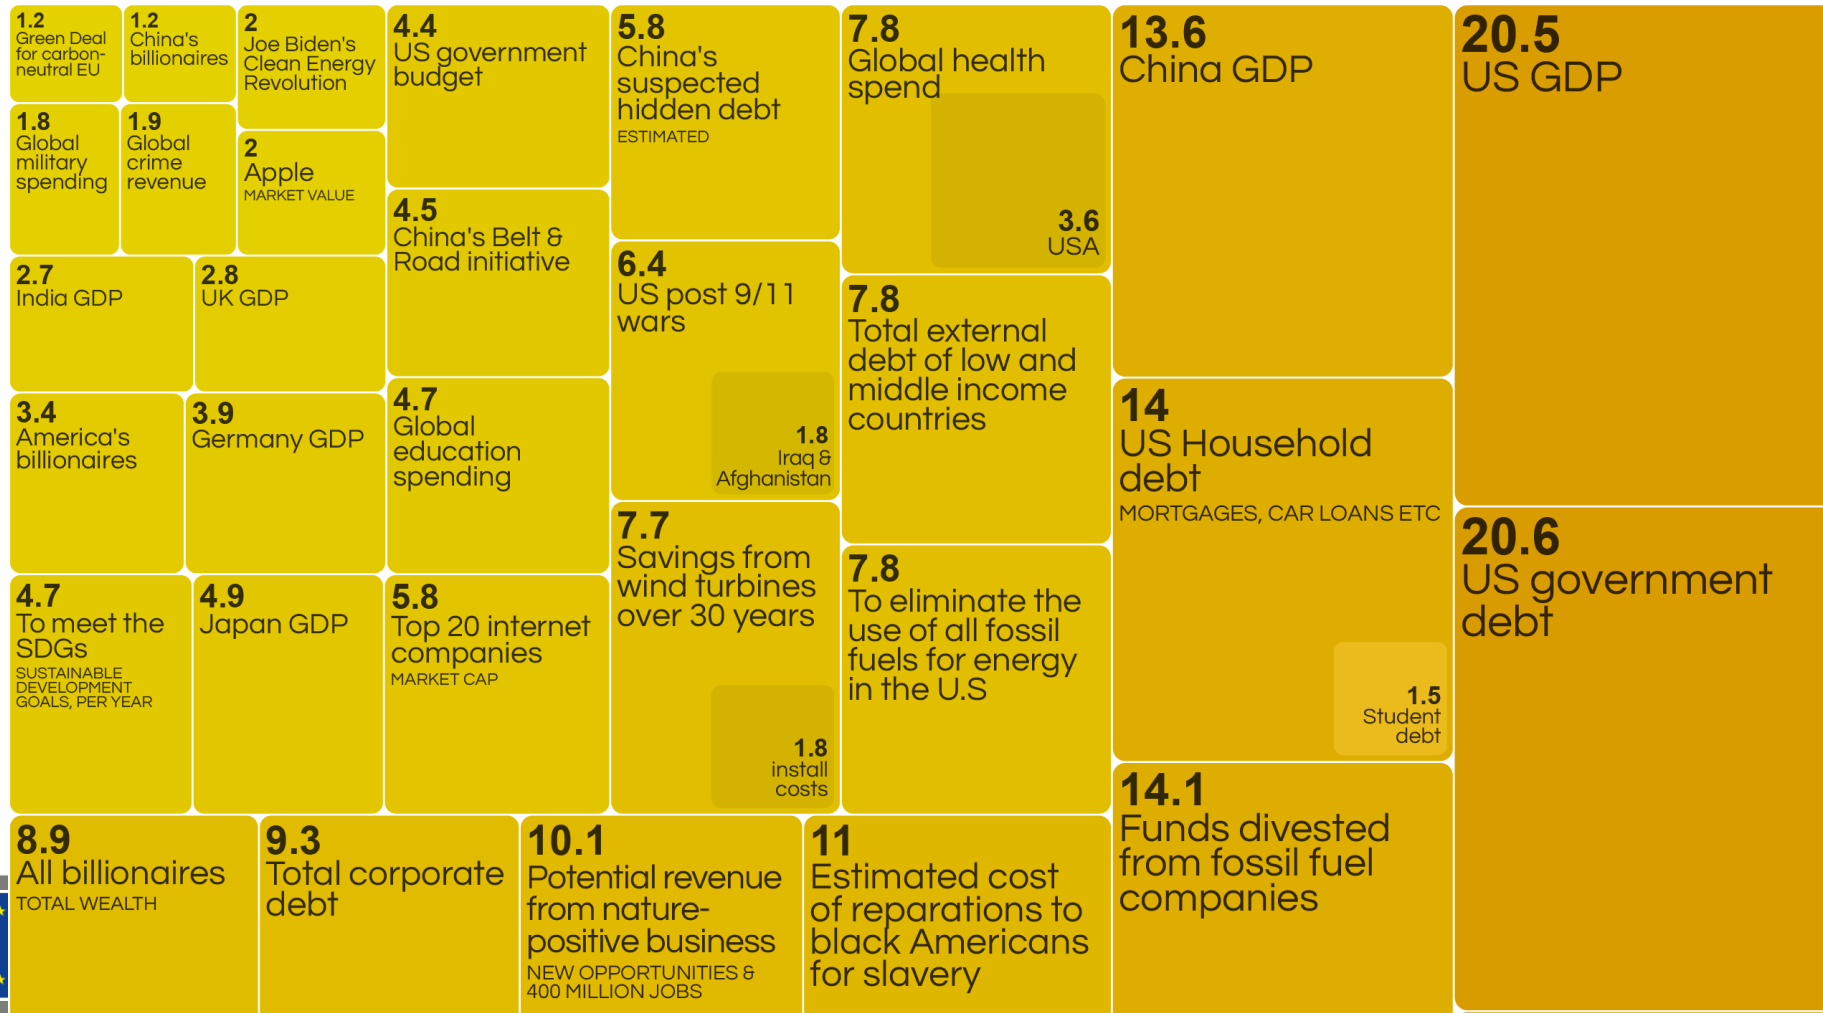 1.2
Green Deal
for carbon-
neutral EU
1.2
China's
billionaires
2
Joe Biden's
Clean Energy
Revolution
4.4
US government
budget
5.8
China's
suspected
hidden debt
ESTIMATED
7.8
Global health
spend
3.6
USA
13.6
China GDP
20.5
US GDP
1.8
Global
military
spending
1.9
Global
crime
revenue
2
Apple
MARKET VALUE
4.5
China's Belt &
Road initiative
6.4
US post 9/11
wars
1.8
Iraq &
Afghanistan
7.8
Total external
debt of low and
middle income
countries
2.7
India GDP
2.8
UK GDP
3.4
America's
billionaires
3.9
Germany GDP
4.7
Global
education
spending
14
US Household
debt
MORTGAGES, CAR LOANS ETC
1.5
Student
debt
20.6
US government
debt
7.7
Savings from
wind turbines
over 30 years
1.8
install
costs
7.8
To eliminate the
use of all fossil
fuels for energy
in the U.S
4.7
To meet the
SDGs
SUSTAINABLE
DEVELOPMENT
GOALS, PER YEAR
4.9
Japan GDP
5.8
Top 20 internet
companies
MARKET CAP
14.1
Funds divested
from fossil fuel
companies
8.9
All billionaires
TOTAL WEALTH
9.3
Total corporate
debt
10.1
Potential revenue
from nature-
positive business
NEW OPPORTUNITIES &
400 MILLION JOBS
11
Estimated cost
of reparations to
black Americans
for slavery